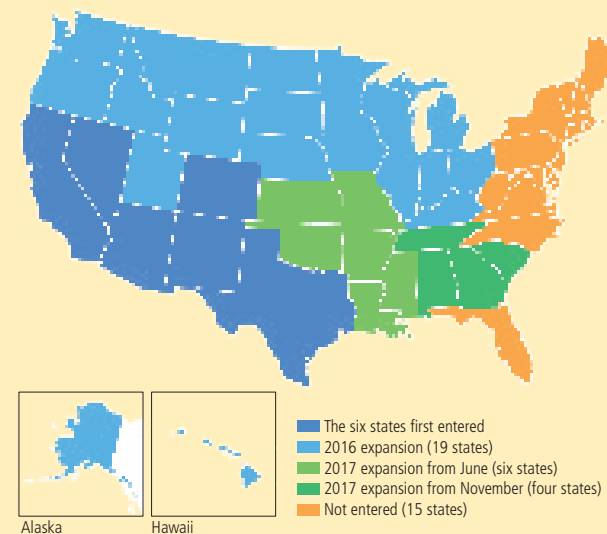 The six states first entered
2016 expansion (19 states)
2017 expansion from June (six states)
2017 expansion from November (four states)
Not entered (15 states)
Alaska
Hawaii